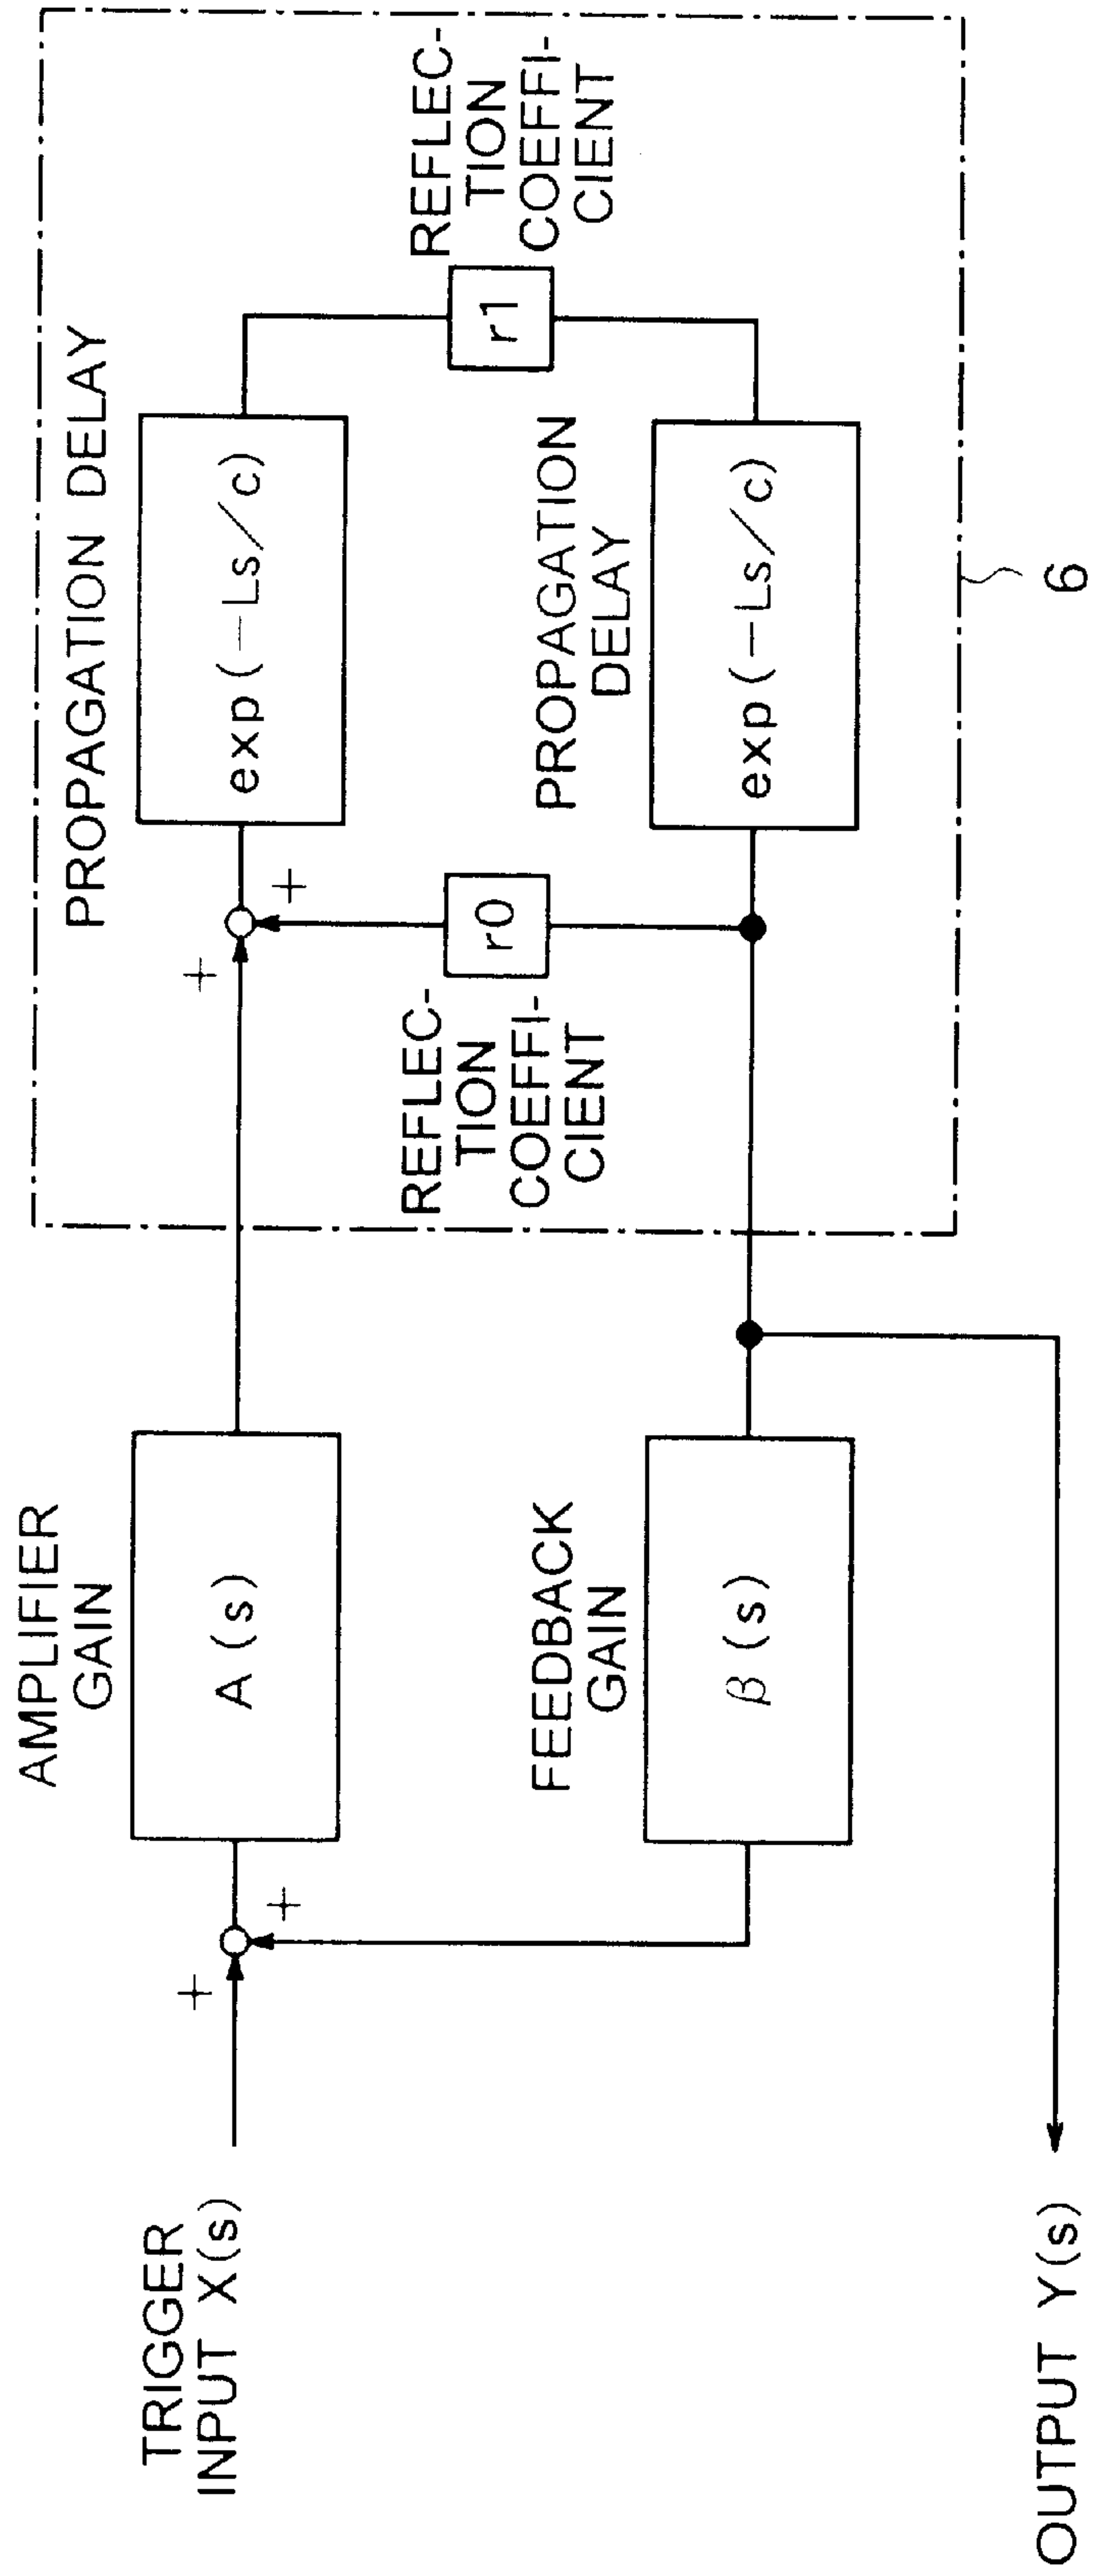 TRIGGER
INPUT X(s)
+
+
AMPLIFIER
GAIN
A(s)
FEEDBACK
GAIN
β(s)
OUTPUT Y(s)
+
+
REFLEC-
TION
COEFFI-
CIENT
r0
PROPAGATION DELAY
exp(-Ls/c)
PROPAGATION
DELAY
exp(-Ls/c)
r1
REFLEC-
TION
COEFFI-
CIENT
6